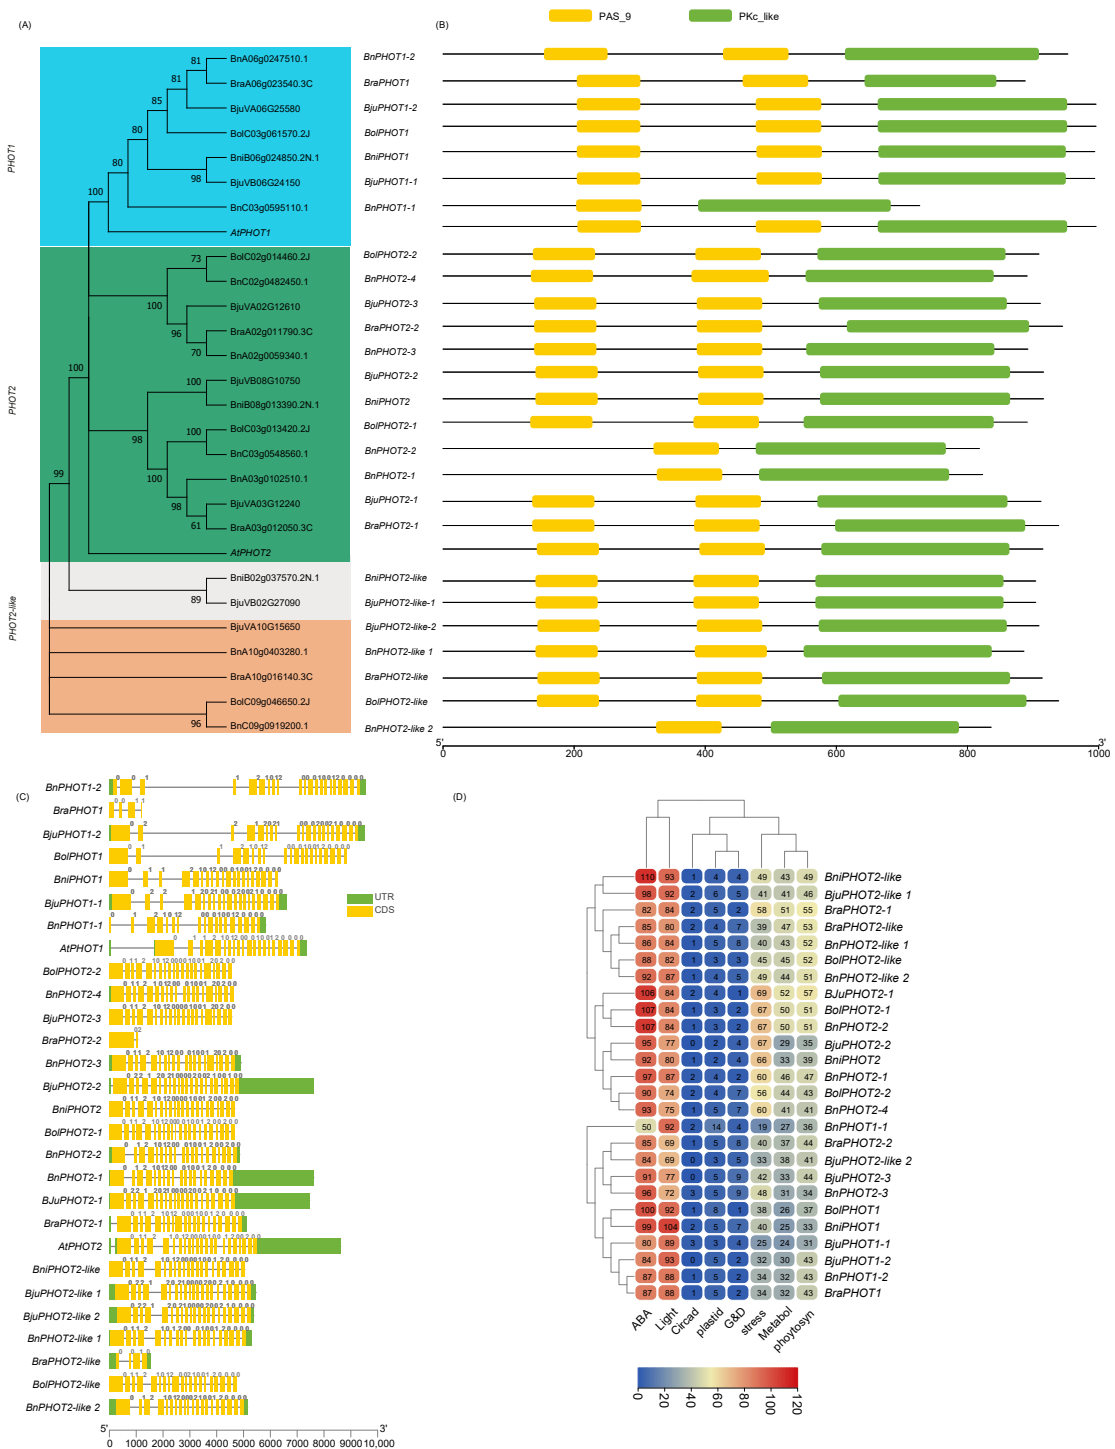 PAS_9 PKc_like
(A) (B)
PHOT1
PHOT2
PHOT2-like
BnA06g0247510.1
BraA06g023540.3C
BjuVA06G25580
BolC03g061570.2J
BniB06g024850.2N.1
BjuVB06G24150
BnC03g0595110.1
AtPHOT1
BolC02g014460.2J
BnC02g0482450.1
BjuVA02G12610
BraA02g011790.3C
BnA02g0059340.1
BjuVB08G10750
BniB08g013390.2N.1
BolC03g013420.2J
BnC03g0548560.1
BnA03g0102510.1
BjuVA03G12240
BraA03g012050.3C
AtPHOT2
BniB02g037570.2N.1
BjuVB02G27090
BjuVA10G15650
BnA10g0403280.1
BraA10g016140.3C
BolC09g046650.2J
BnC09g0919200.1
81
81
85
80
80
98
100
73
100
96
70
100
100
98
100
100
98
61
99
89
96
BnPHOT1-2
BraPHOT1
BjuPHOT1-2
BolPHOT1
BniPHOT1
BjuPHOT1-1
BnPHOT1-1
BolPHOT2-2
BnPHOT2-4
BjuPHOT2-3
BraPHOT2-2
BnPHOT2-3
BjuPHOT2-2
BniPHOT2
BolPHOT2-1
BnPHOT2-2
BnPHOT2-1
BjuPHOT2-1
BraPHOT2-1
BniPHOT2-like
BjuPHOT2-like-1
BjuPHOT2-like-2
BnPHOT2-like 1
BraPHOT2-like
BolPHOT2-like
BnPHOT2-like 2
5' 3'
0 200 400 600 800 1000
(C)
BnPHOT1-2
BraPHOT1
BjuPHOT1-2
BolPHOT1
BniPHOT1
BjuPHOT1-1
BnPHOT1-1
AtPHOT1
BolPHOT2-2
BnPHOT2-4
BjuPHOT2-3
BraPHOT2-2
BnPHOT2-3
BjuPHOT2-2
BniPHOT2
BolPHOT2-1
BnPHOT2-2
BnPHOT2-1
BJuPHOT2-1
BraPHOT2-1
AtPHOT2
BniPHOT2-like
BjuPHOT2-like 1
BjuPHOT2-like 2
BnPHOT2-like 1
BraPHOT2-like
BolPHOT2-like
BnPHOT2-like 2
UTR
CDS
5' 3'
0 1000 2000 3000 4000 5000 6000 7000 8000 9000 10,000
(D)
110 93 1 4 4 49 43 49 BniPHOT2-like
98 92 2 6 5 41 41 46 BjuPHOT2-like 1
82 84 2 5 2 58 51 55 BraPHOT2-1
85 80 2 4 7 39 47 53 BraPHOT2-like
86 84 1 5 8 40 43 52 BnPHOT2-like 1
88 82 1 3 3 45 45 52 BolPHOT2-like
92 87 1 4 5 49 44 51 BnPHOT2-like 2
106 84 2 4 1 69 52 57 BJuPHOT2-1
107 84 1 3 2 67 50 51 BolPHOT2-1
107 84 1 3 2 67 50 51 BnPHOT2-2
95 77 0 2 4 67 29 35 BjuPHOT2-2
92 80 1 2 4 66 33 39 BniPHOT2
97 87 2 4 2 60 46 47 BnPHOT2-1
90 74 2 4 7 56 44 43 BolPHOT2-2
93 75 1 5 7 60 41 41 BnPHOT2-4
50 92 2 14 4 19 27 36 BnPHOT1-1
85 69 1 5 8 40 37 44 BraPHOT2-2
84 69 0 3 5 33 38 41 BjuPHOT2-like 2
91 77 0 5 9 42 33 44 BjuPHOT2-3
96 72 3 5 9 48 31 34 BnPHOT2-3
100 92 1 8 1 38 26 37 BolPHOT1
99 104 2 5 7 40 25 33 BniPHOT1
80 89 3 3 4 25 24 31 BjuPHOT1-1
84 93 0 5 2 32 30 43 BjuPHOT1-2
87 88 1 5 2 34 32 43 BnPHOT1-2
87 88 1 5 2 34 32 43 BraPHOT1
ABA Light Circad plastid G&D stress Metabol phoytosyn
0 20 40 60 80 100 120